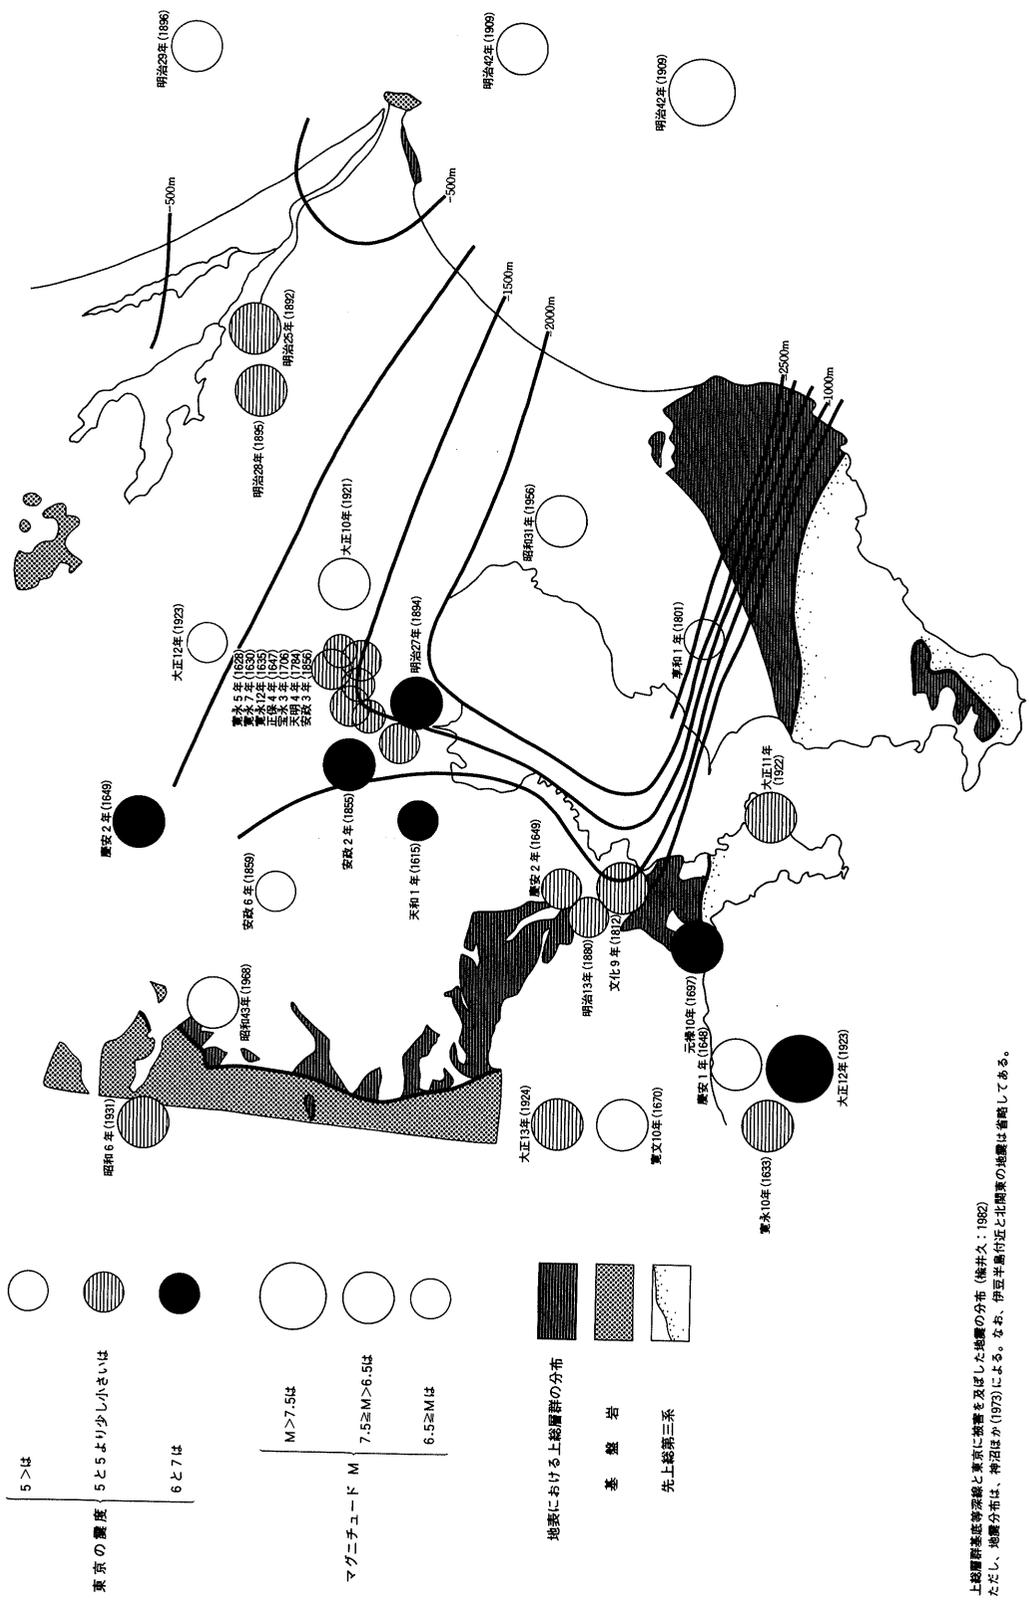 東京の震度
5>は
5と5より少し小さいは
6と7は
マグニチュード M
M>7.5は
7.5≧M>6.5は
6.5≧Mは
地表における上総層群の分布
基盤岩
先上総第三系
明治29年(1896)
明治42年(1909)
明治42年(1909)
-500m
-500m
-1500m
-2000m
-2500m
-1000m
明治25年(1892)
明治28年(1895)
大正10年(1921)
昭和31年(1956)
大正12年(1923)
寛永5年(1628)
寛永7年(1630)
寛永12年(1635)
正保4年(1647)
宝永3年(1706)
天明4年(1784)
安政3年(1856)
明治27年(1894)
享和1年(1801)
慶安2年(1649)
安政2年(1855)
天和1年(1615)
安政6年(1859)
慶安2年(1649)
大正11年
(1922)
昭和43年(1968)
明治13年(1880)
文化9年(1812)
元禄10年(1697)
慶安1年(1648)
昭和6年(1931)
大正13年(1924)
寛文10年(1670)
大正12年(1923)
寛永10年(1633)
上総層群基底等深線と東京に被害を及ぼした地震の分布(楡井久:1982)
ただし、地震分布は、神沼ほか(1973)による。なお、伊豆半島付近と北関東の地震は省略してある。